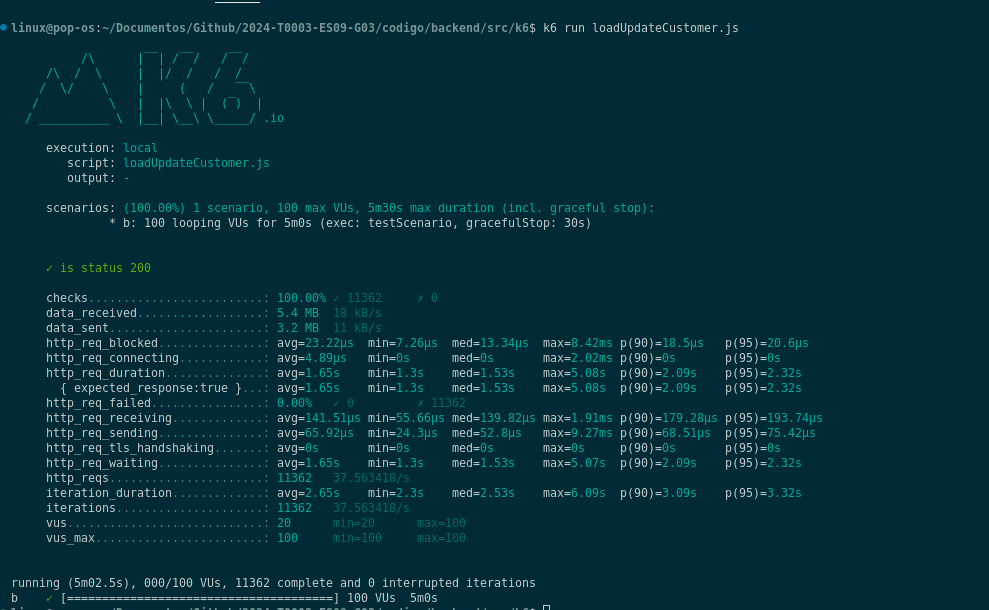 linux@pop-os:~/Documentos/Github/2024-T0003-ES09-G03/codigo/backend/src/k6$ k6 run loadUpdateCustomer.js
.io
execution: local
script: loadUpdateCustomer.js
output: -
scenarios: (100.00%) 1 scenario, 100 max VUs, 5m30s max duration (incl. graceful stop):
* b: 100 looping VUs for 5m0s (exec: testScenario, gracefulStop: 30s)
✓ is status 200
checks.........................: 100.00% ✓ 11362 ✗ 0
data_received..................: 5.4 MB 18 kB/s
data_sent......................: 3.2 MB 11 kB/s
http_req_blocked...............: avg=23.22µs min=7.26µs med=13.34µs max=8.42ms p(90)=18.5µs p(95)=20.6µs
http_req_connecting............: avg=4.89µs min=0s med=0s max=2.02ms p(90)=0s p(95)=0s
http_req_duration..............: avg=1.65s min=1.3s med=1.53s max=5.08s p(90)=2.09s p(95)=2.32s
{ expected_response:true }...: avg=1.65s min=1.3s med=1.53s max=5.08s p(90)=2.09s p(95)=2.32s
http_req_failed................: 0.00% ✓ 0 ✗ 11362
http_req_receiving.............: avg=141.51µs min=55.66µs med=139.82µs max=1.91ms p(90)=179.28µs p(95)=193.74µs
http_req_sending...............: avg=65.92µs min=24.3µs med=52.8µs max=9.27ms p(90)=68.51µs p(95)=75.42µs
http_req_tls_handshaking.......: avg=0s min=0s med=0s max=0s p(90)=0s p(95)=0s
http_req_waiting...............: avg=1.65s min=1.3s med=1.53s max=5.07s p(90)=2.09s p(95)=2.32s
http_reqs......................: 11362 37.563418/s
iteration_duration.............: avg=2.65s min=2.3s med=2.53s max=6.09s p(90)=3.09s p(95)=3.32s
iterations.....................: 11362 37.563418/s
vus............................: 20 min=20 max=100
vus_max........................: 100 min=100 max=100
running (5m02.5s), 000/100 VUs, 11362 complete and 0 interrupted iterations
b ✓ [======================================] 100 VUs 5m0s